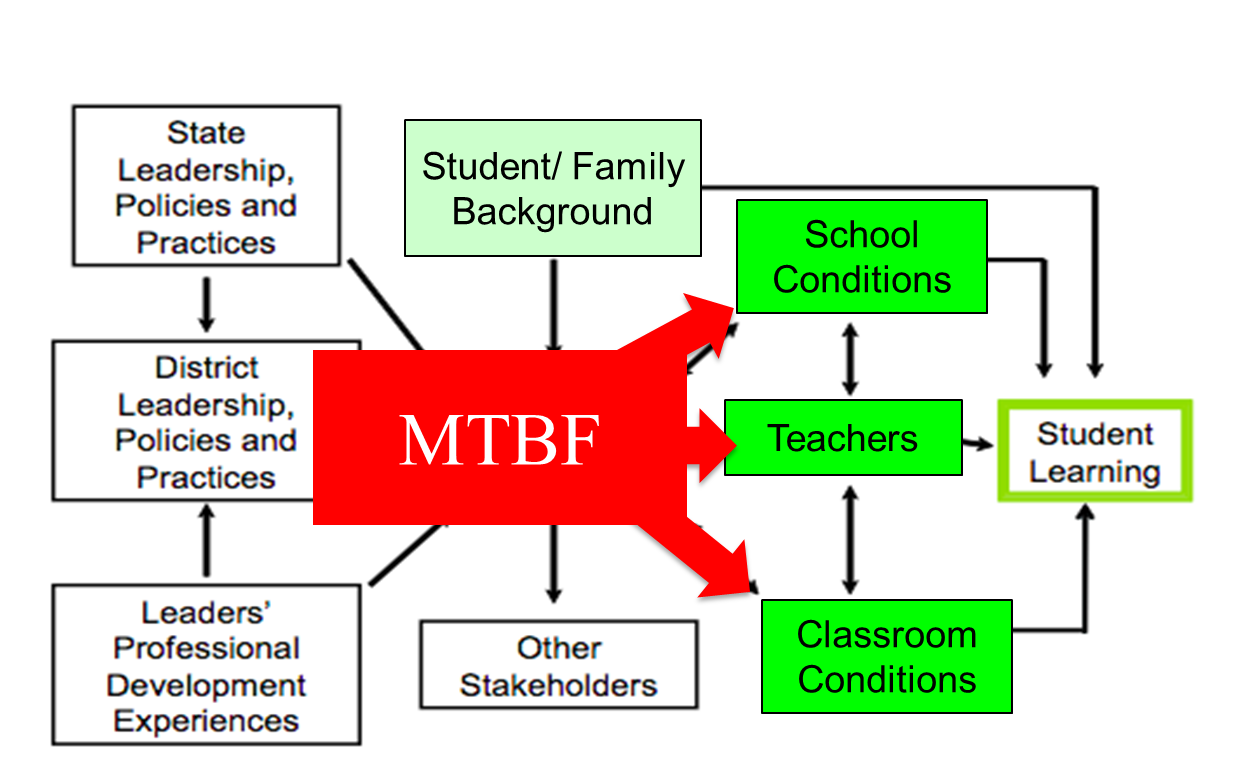 State
Leadership,
Policies and
Practices
Student/ Family
Background
School
Conditions
District
Leadership,
Policies and
Practices
MTBF
Teachers
Student
Learning
Leaders’
Professional
Development
Experiences
Other
Stakeholders
Classroom
Conditions